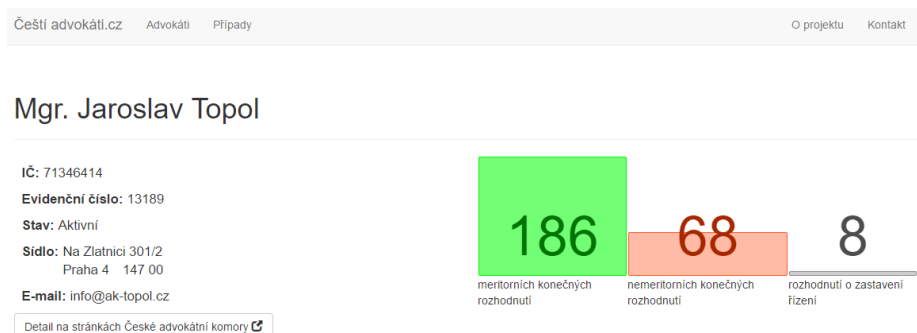 Čeští advokáti.cz Advokáti Případy O projektu Kontakt
Mgr. Jaroslav Topol
IČ: 71346414
Evidenční číslo: 13189
Stav: Aktivní
Sídlo: Na Zlatnici 301/2
Praha 4 147 00
E-mail: info@ak-topol.cz
Detail na stránkách České advokátní komory
186
meritorních konečných
rozhodnutí
68
nemeritorních konečných
rozhodnutí
8
rozhodnutí o zastavení
řízení